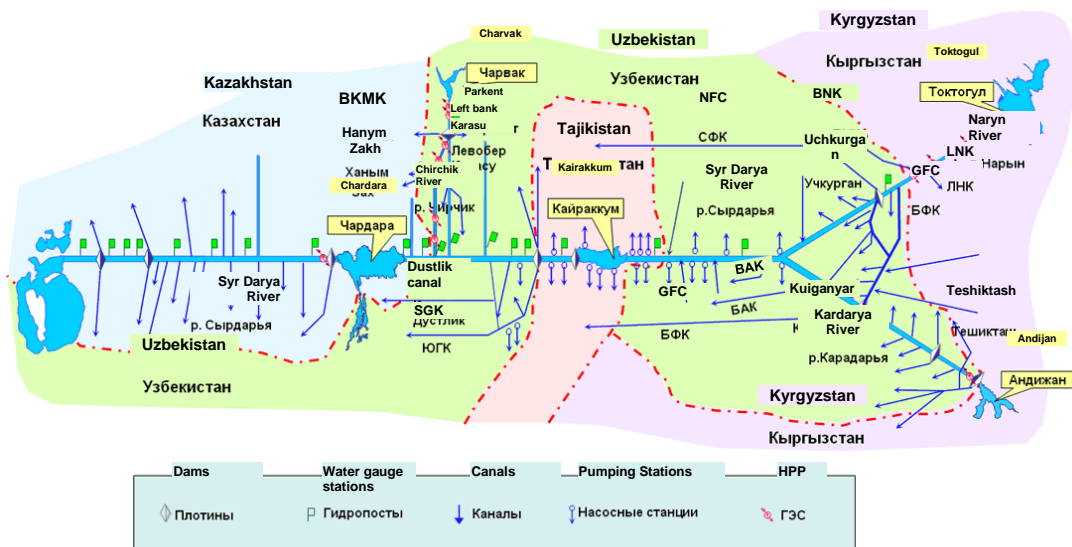 Kyrgyzstan
Charvak
Uzbekistan
Кыргызстан
Toktogul
Чарвак
Узбекистан
Kazakhstan
Parkent
BKMK
NFC
BNK
Токтогул
Казахстан
Left bank
Karasu
Tajikistan
Naryn
River
Hanym
Zakh
СФК
Uchkurga
n
Левобер
LNK
Нарын
Ханым
Chirchik
River
Kairakkum
Syr Darya
River
GFC
ЛНК
Chardara
Учкурган
БФК
р. Чирчик
Кайраккум
р.Сырдарья
Чардара
Dustlik
canal
ВАК
GFC
Kuiganyar
Syr Darya
River
SGK
БАК
Teshiktash
р. Сырдарья
Дустлик
Kardarya
River
БФК
Тешикташ
Uzbekistan
ЮГК
Andijan
р.Карадарья
Узбекистан
Андижан
Kyrgyzstan
Кыргызстан
Dams
Water gauge
stations
Canals
Pumping Stations
HPP
Плотины
Гидропосты
Каналы
Насосные станции
ГЭС